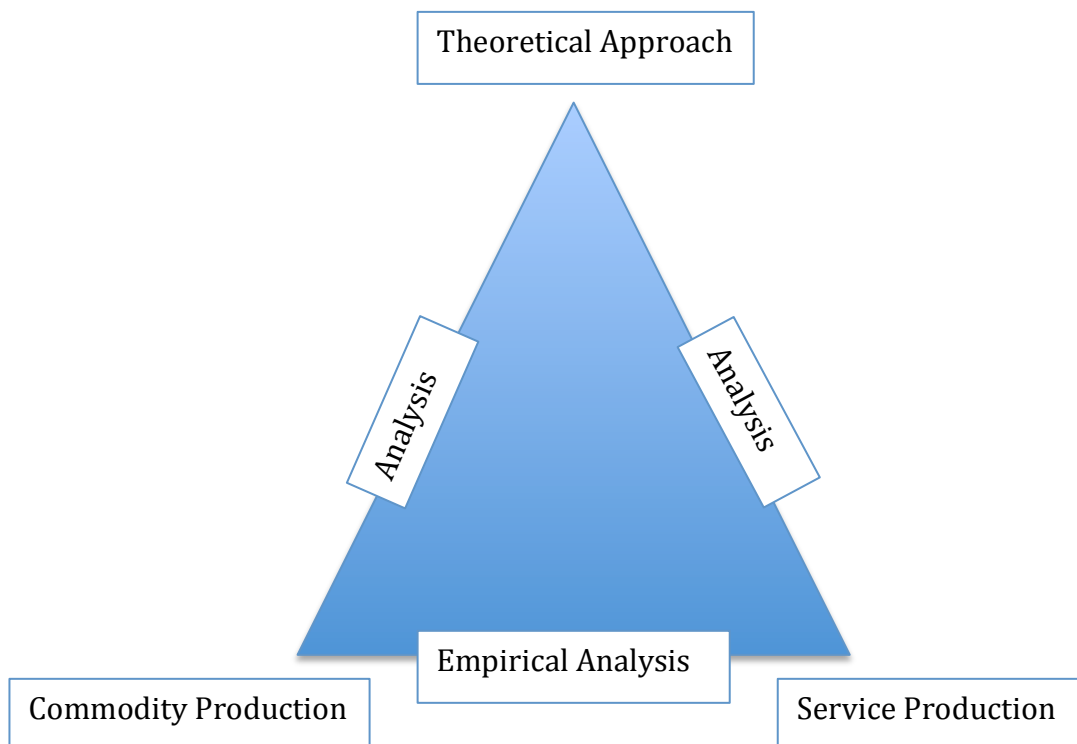 Theoretical Approach
Analysis
Analysis
Empirical Analysis
Commodity Production
Service Production